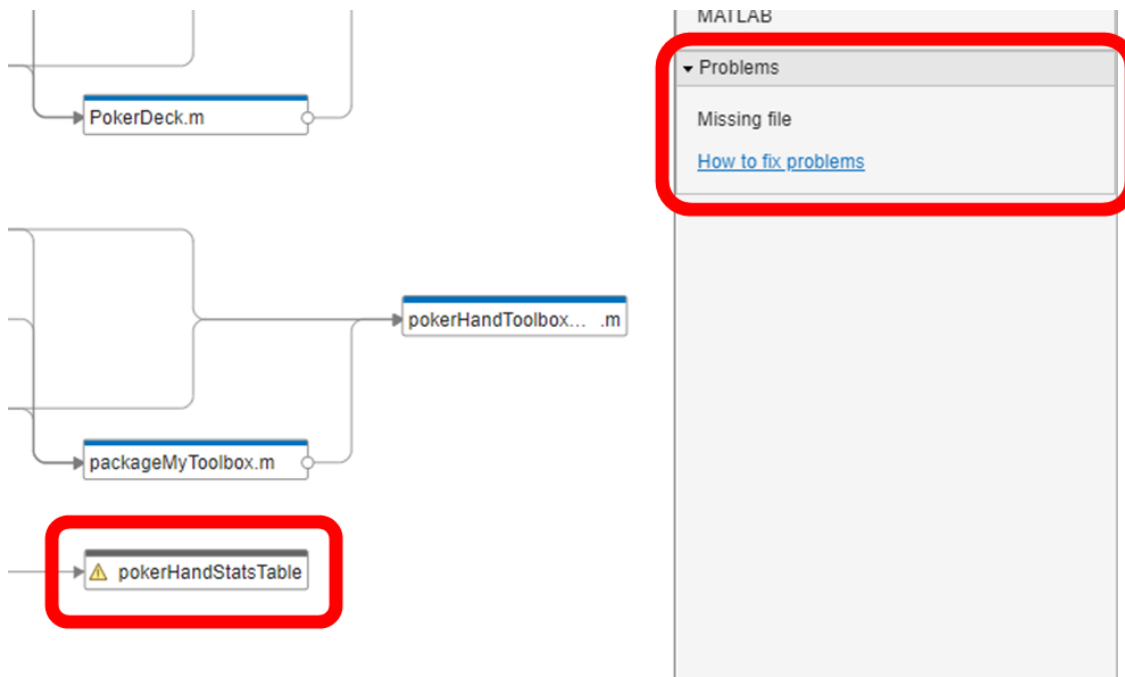 MATLAB
Problems
Missing file
How to fix problems
PokerDeck.m
pokerHandToolbox... .m
packageMyToolbox.m
pokerHandStatsTable